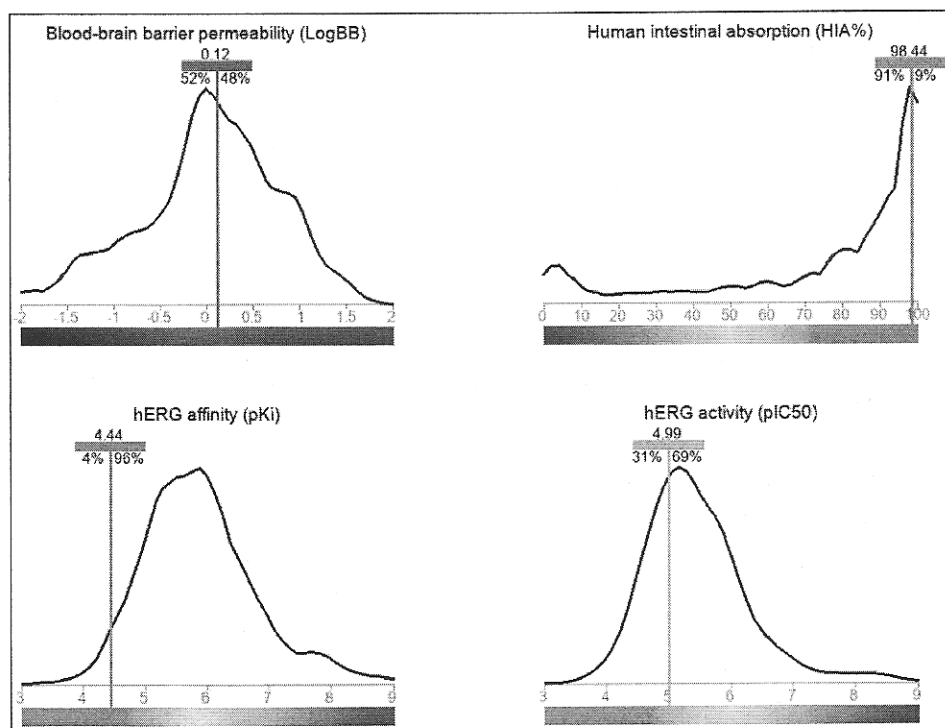 Blood-brain barrier permeability (LogBB)
0.12
52% 48%
-2 -1.5 -1 -0.5 0 0.5 1 1.5 2
Human intestinal absorption (HIA%)
98.44
91% 9%
0 10 20 30 40 50 60 70 80 90 100
hERG affinity (pKi)
4.44
4% 96%
3 4 5 6 7 8 9
hERG activity (pIC50)
4.99
31% 69%
3 4 5 6 7 8 9